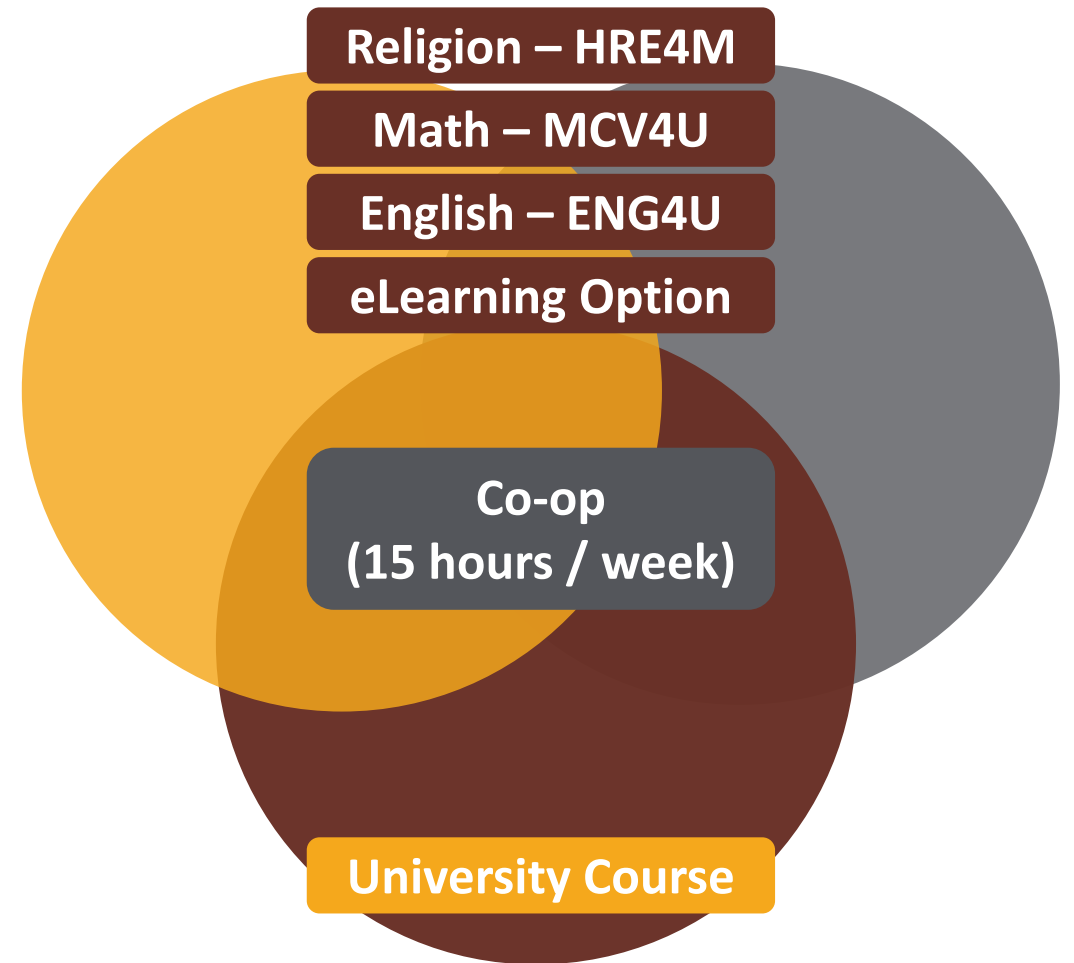 Religion – HRE4M
Math – MCV4U
English – ENG4U
eLearning Option
Co-op
(15 hours / week)
University Course